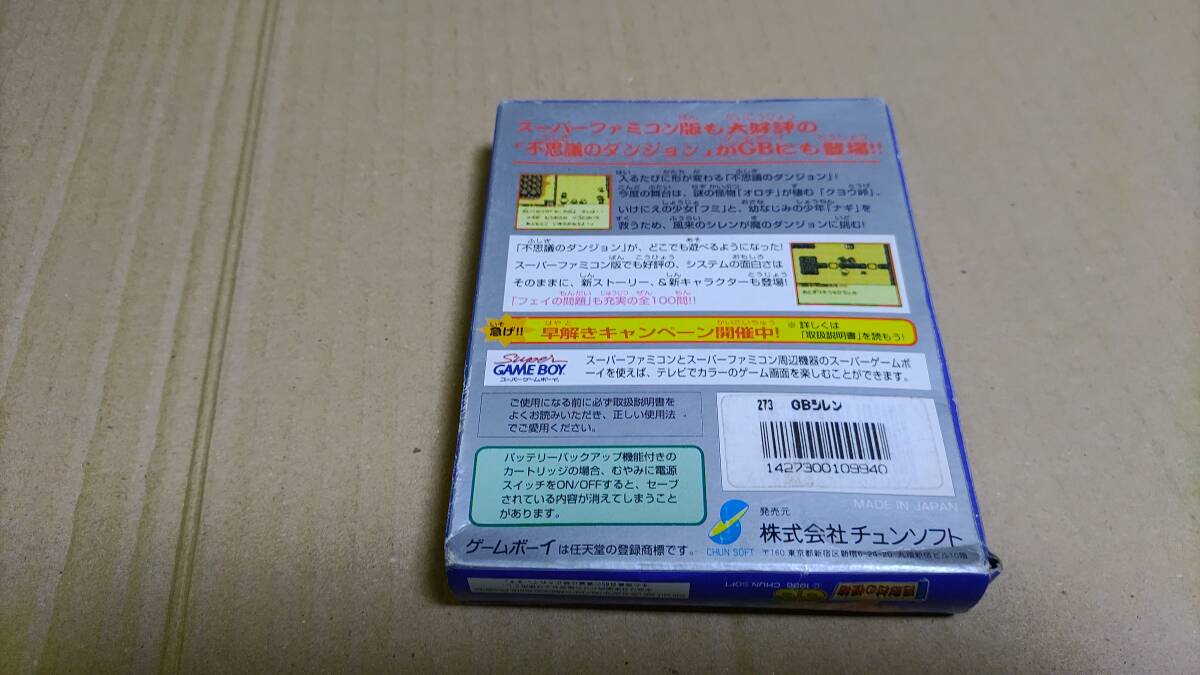 スーパーファミコン版も大好評の
「不思議のダンジョン」がGBにも登場!!
入るたびに形が変わる「不思議のダンジョン」!
今度の舞台は、謎の怪物「オロチ」が棲む「クヨウ峠」。
いけにえの少女「フミ」と、幼なじみの少年「ナギ」を
救うため、風来のシレンが魔のダンジョンに挑む!
「不思議のダンジョン」が、どこでも遊べるようになった!
スーパーファミコン版でも好評の、システムの面白さは
そのままに、新ストーリー、&新キャラクターも登場!
「フェイの問題」も充実の全100問!!
急げ!! 早解きキャンペーン開催中! ※詳しくは
「取扱説明書」を読もう!
Super
GAME BOY
スーパーゲームボーイ
スーパーファミコンとスーパーファミコン周辺機器のスーパーゲームボ
ーイを使えば、テレビでカラーのゲーム画面を楽しむことができます。
ご使用になる前に必ず取扱説明書を
よくお読みいただき、正しい使用法
でご愛用ください。
273 GBシレン
1427300109940
バッテリーバックアップ機能付きの
カートリッジの場合、むやみに電源
スイッチをON/OFFすると、セーブ
されている内容が消えてしまうこと
があります。
MADE IN JAPAN
CHUN SOFT
発売元
株式会社チュンソフト
〒160 東京都新宿区新宿6-24-20
ゲームボーイは任天堂の登録商標です。
©1996 CHUN SOFT